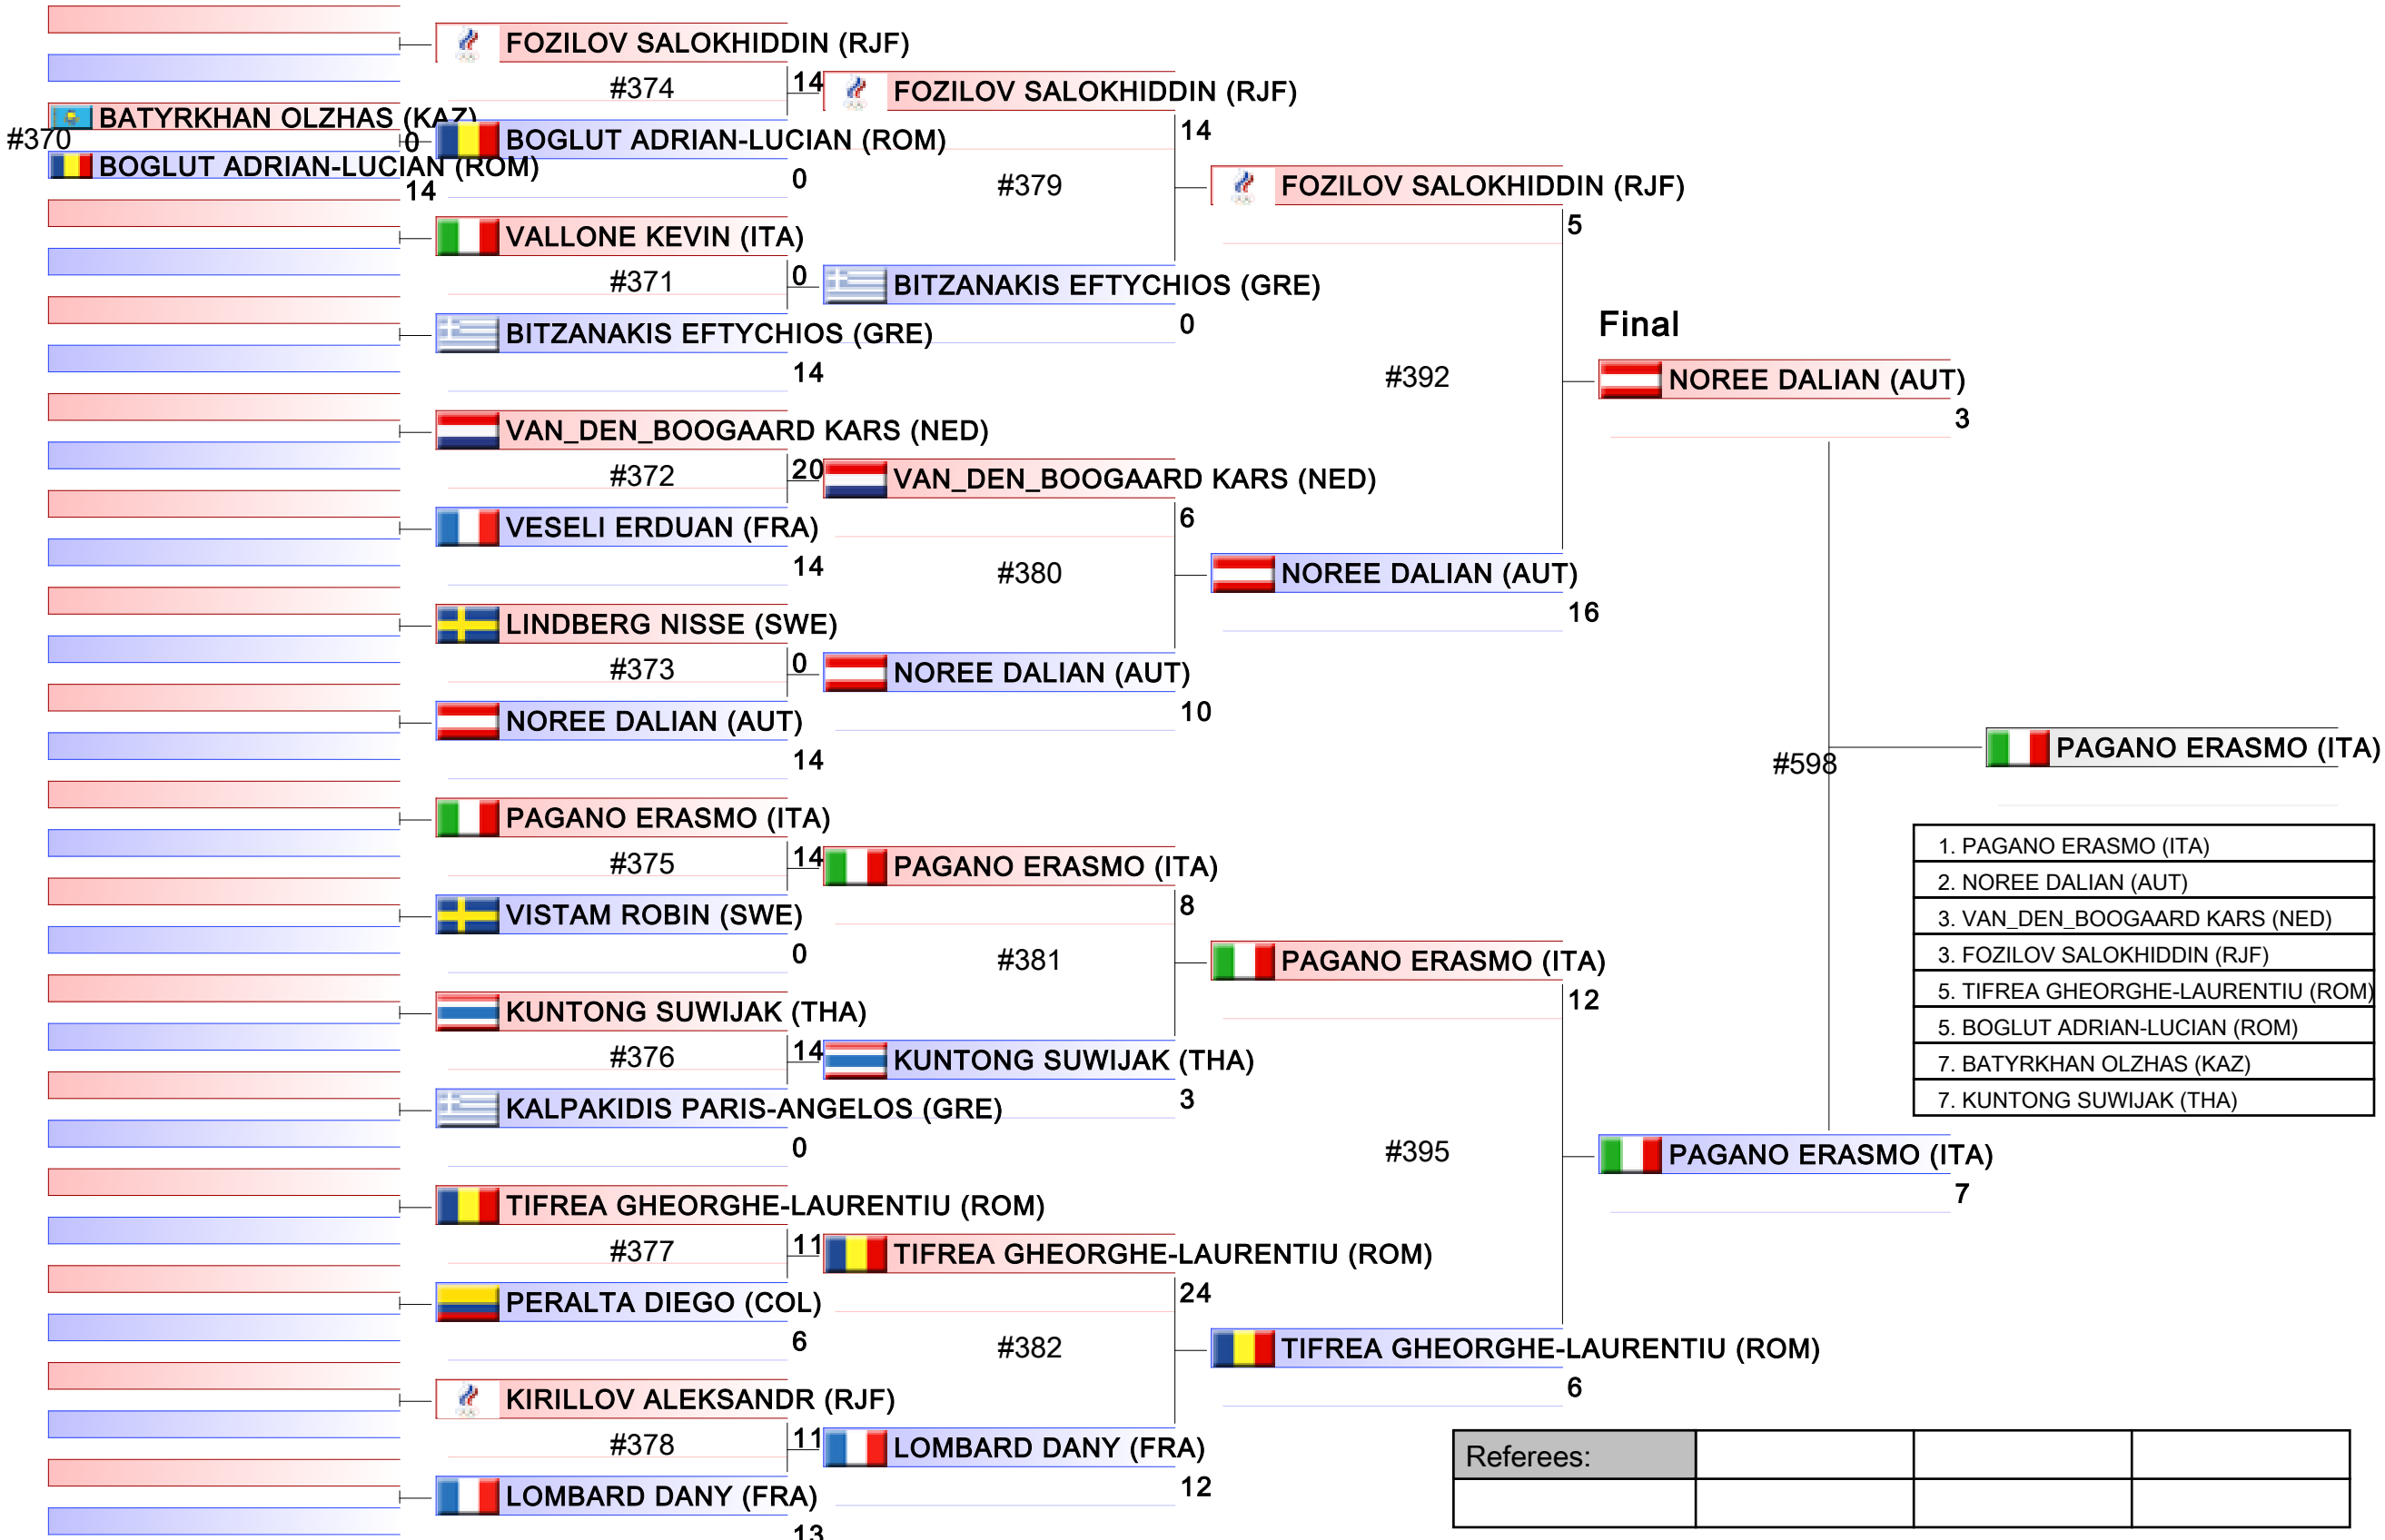 #370
BATYRKHAN OLZHAS (KAZ)
0
BOGLUT ADRIAN-LUCIAN (ROM)
14
FOZILOV SALOKHIDDIN (RJF)
#374
14
BOGLUT ADRIAN-LUCIAN (ROM)
0
VALLONE KEVIN (ITA)
#371
0
BITZANAKIS EFTYCHIOS (GRE)
14
VAN_DEN_BOOGAARD KARS (NED)
#372
20
VESELI ERDUAN (FRA)
14
LINDBERG NISSE (SWE)
#373
0
NOREE DALIAN (AUT)
14
PAGANO ERASMO (ITA)
#375
14
VISTAM ROBIN (SWE)
0
KUNTONG SUWIJAK (THA)
#376
14
KALPAKIDIS PARIS-ANGELOS (GRE)
0
TIFREA GHEORGHE-LAURENTIU (ROM)
#377
11
PERALTA DIEGO (COL)
6
KIRILLOV ALEKSANDR (RJF)
#378
11
LOMBARD DANY (FRA)
13
FOZILOV SALOKHIDDIN (RJF)
14
#379
BITZANAKIS EFTYCHIOS (GRE)
0
VAN_DEN_BOOGAARD KARS (NED)
6
#380
NOREE DALIAN (AUT)
10
PAGANO ERASMO (ITA)
8
#381
KUNTONG SUWIJAK (THA)
3
TIFREA GHEORGHE-LAURENTIU (ROM)
24
#382
LOMBARD DANY (FRA)
12
FOZILOV SALOKHIDDIN (RJF)
5
#392
NOREE DALIAN (AUT)
16
PAGANO ERASMO (ITA)
12
#395
TIFREA GHEORGHE-LAURENTIU (ROM)
6
Final
NOREE DALIAN (AUT)
3
#598
PAGANO ERASMO (ITA)
7
PAGANO ERASMO (ITA)
1. PAGANO ERASMO (ITA)
2. NOREE DALIAN (AUT)
3. VAN_DEN_BOOGAARD KARS (NED)
3. FOZILOV SALOKHIDDIN (RJF)
5. TIFREA GHEORGHE-LAURENTIU (ROM)
5. BOGLUT ADRIAN-LUCIAN (ROM)
7. BATYRKHAN OLZHAS (KAZ)
7. KUNTONG SUWIJAK (THA)
Referees: